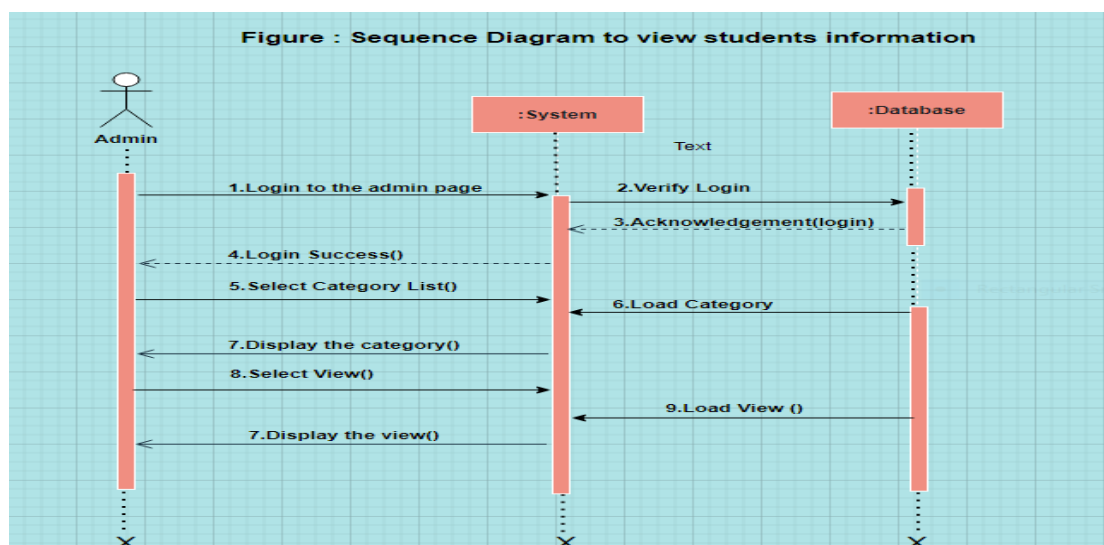 Figure : Sequence Diagram to view students information
:System
:Database
Admin
Text
1.Login to the admin page
2.Verify Login
3.Acknowledgement(login)
4.Login Success()
5.Select Category List()
6.Load Category
7.Display the category()
8.Select View()
9.Load View ()
7.Display the view()